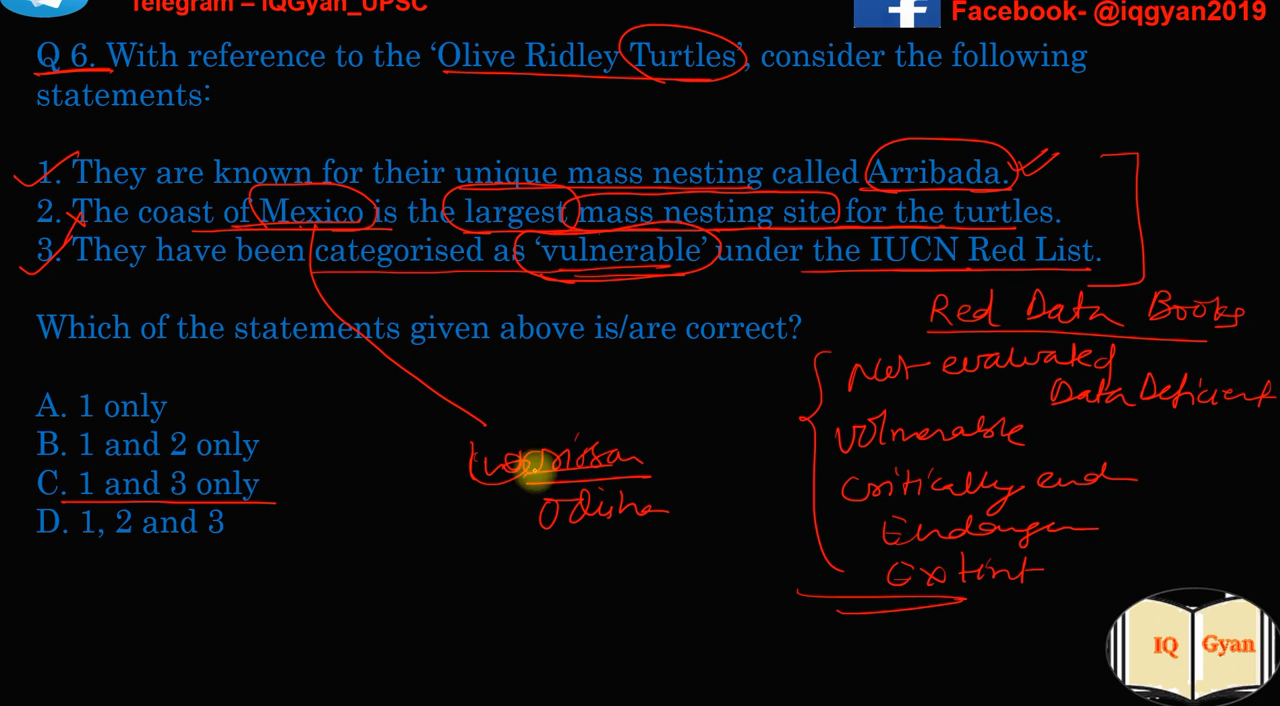 Telegram – IQGyan_UPSC
Facebook- @iqgyan2019
Q 6. With reference to the ‘Olive Ridley Turtles’, consider the following
statements:
1. They are known for their unique mass nesting called Arribada.
2. The coast of Mexico is the largest mass nesting site for the turtles.
3. They have been categorised as ‘vulnerable’ under the IUCN Red List.
Which of the statements given above is/are correct?
A. 1 only
B. 1 and 2 only
C. 1 and 3 only
D. 1, 2 and 3
Odisha
Red Data Books
Not evaluated
Data Deficient
Vulnerable
Critically end
Endanger
Extint
IQ Gyan